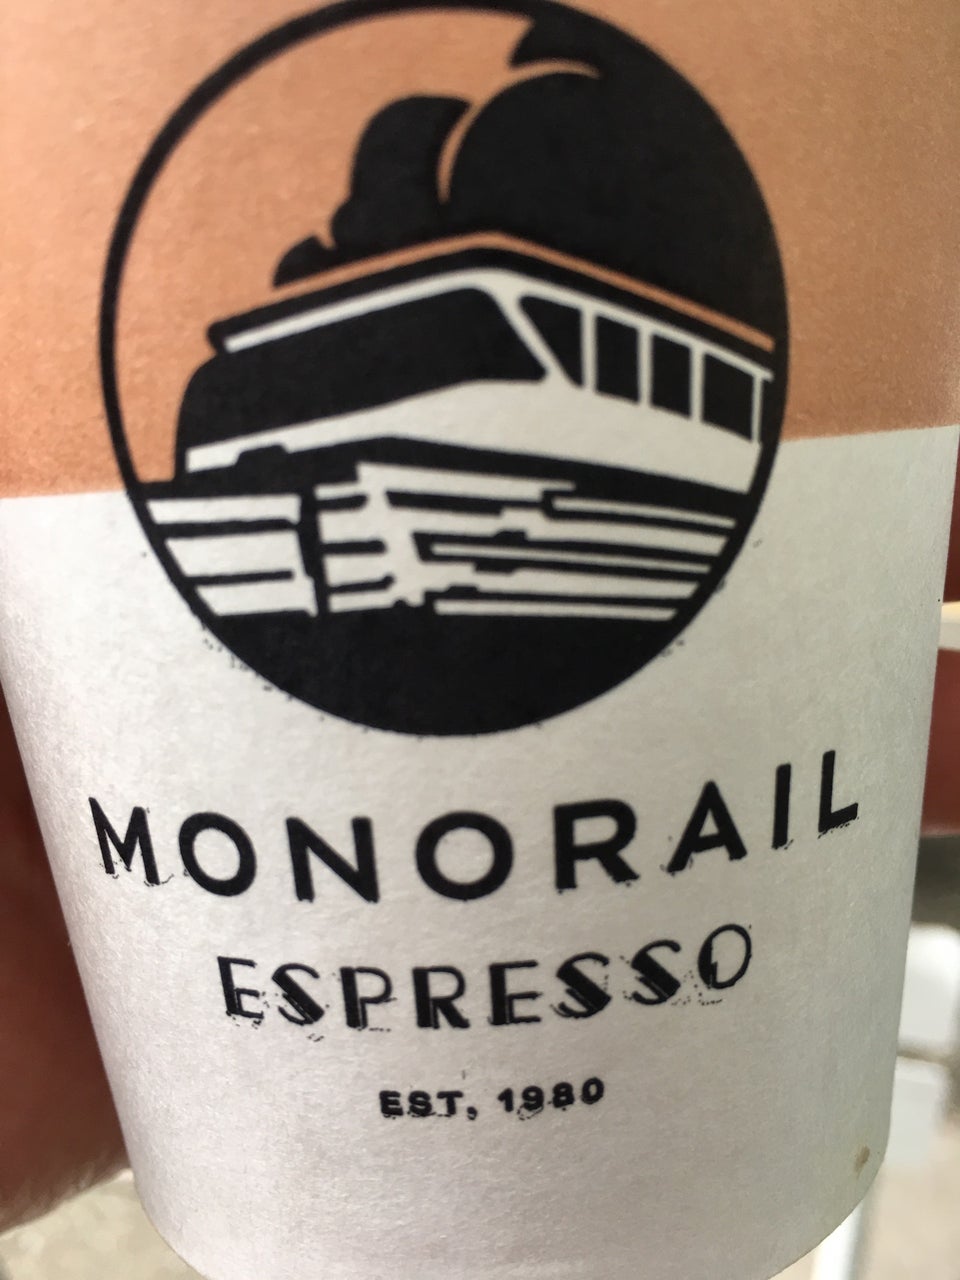 MONORAIL
ESPRESSO
EST, 1980